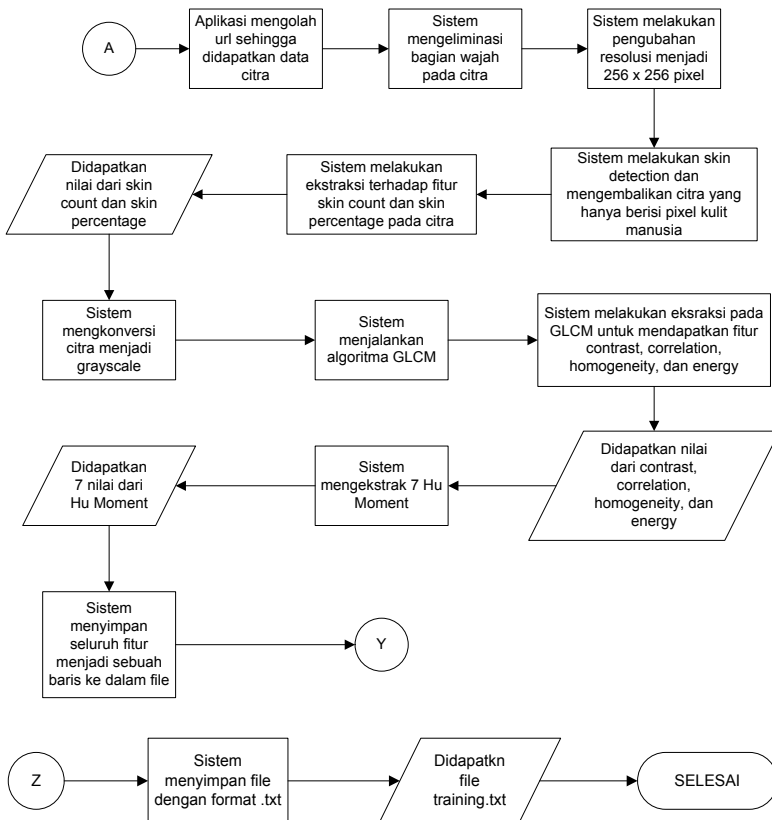 A
Aplikasi mengolah
url sehingga
didapatkan data
citra
Sistem
mengeliminasi
bagian wajah
pada citra
Sistem melakukan
pengubahan
resolusi menjadi
256 x 256 pixel
Sistem melakukan skin
detection dan
mengembalikan citra yang
hanya berisi pixel kulit
manusia
Sistem melakukan
ekstraksi terhadap fitur
skin count dan skin
percentage pada citra
Didapatkan
nilai dari skin
count dan skin
percentage
Sistem
mengkonversi
citra menjadi
grayscale
Sistem
menjalankan
algoritma GLCM
Sistem melakukan eksraksi pada
GLCM untuk mendapatkan fitur
contrast, correlation,
homogeneity, dan energy
Didapatkan nilai
dari contrast,
correlation,
homogeneity, dan
energy
Sistem
mengekstrak 7 Hu
Moment
Didapatkan
7 nilai dari
Hu Moment
Sistem
menyimpan
seluruh fitur
menjadi sebuah
baris ke dalam file
Y
Z
Sistem
menyimpan file
dengan format .txt
Didapatkn
file
training.txt
SELESAI